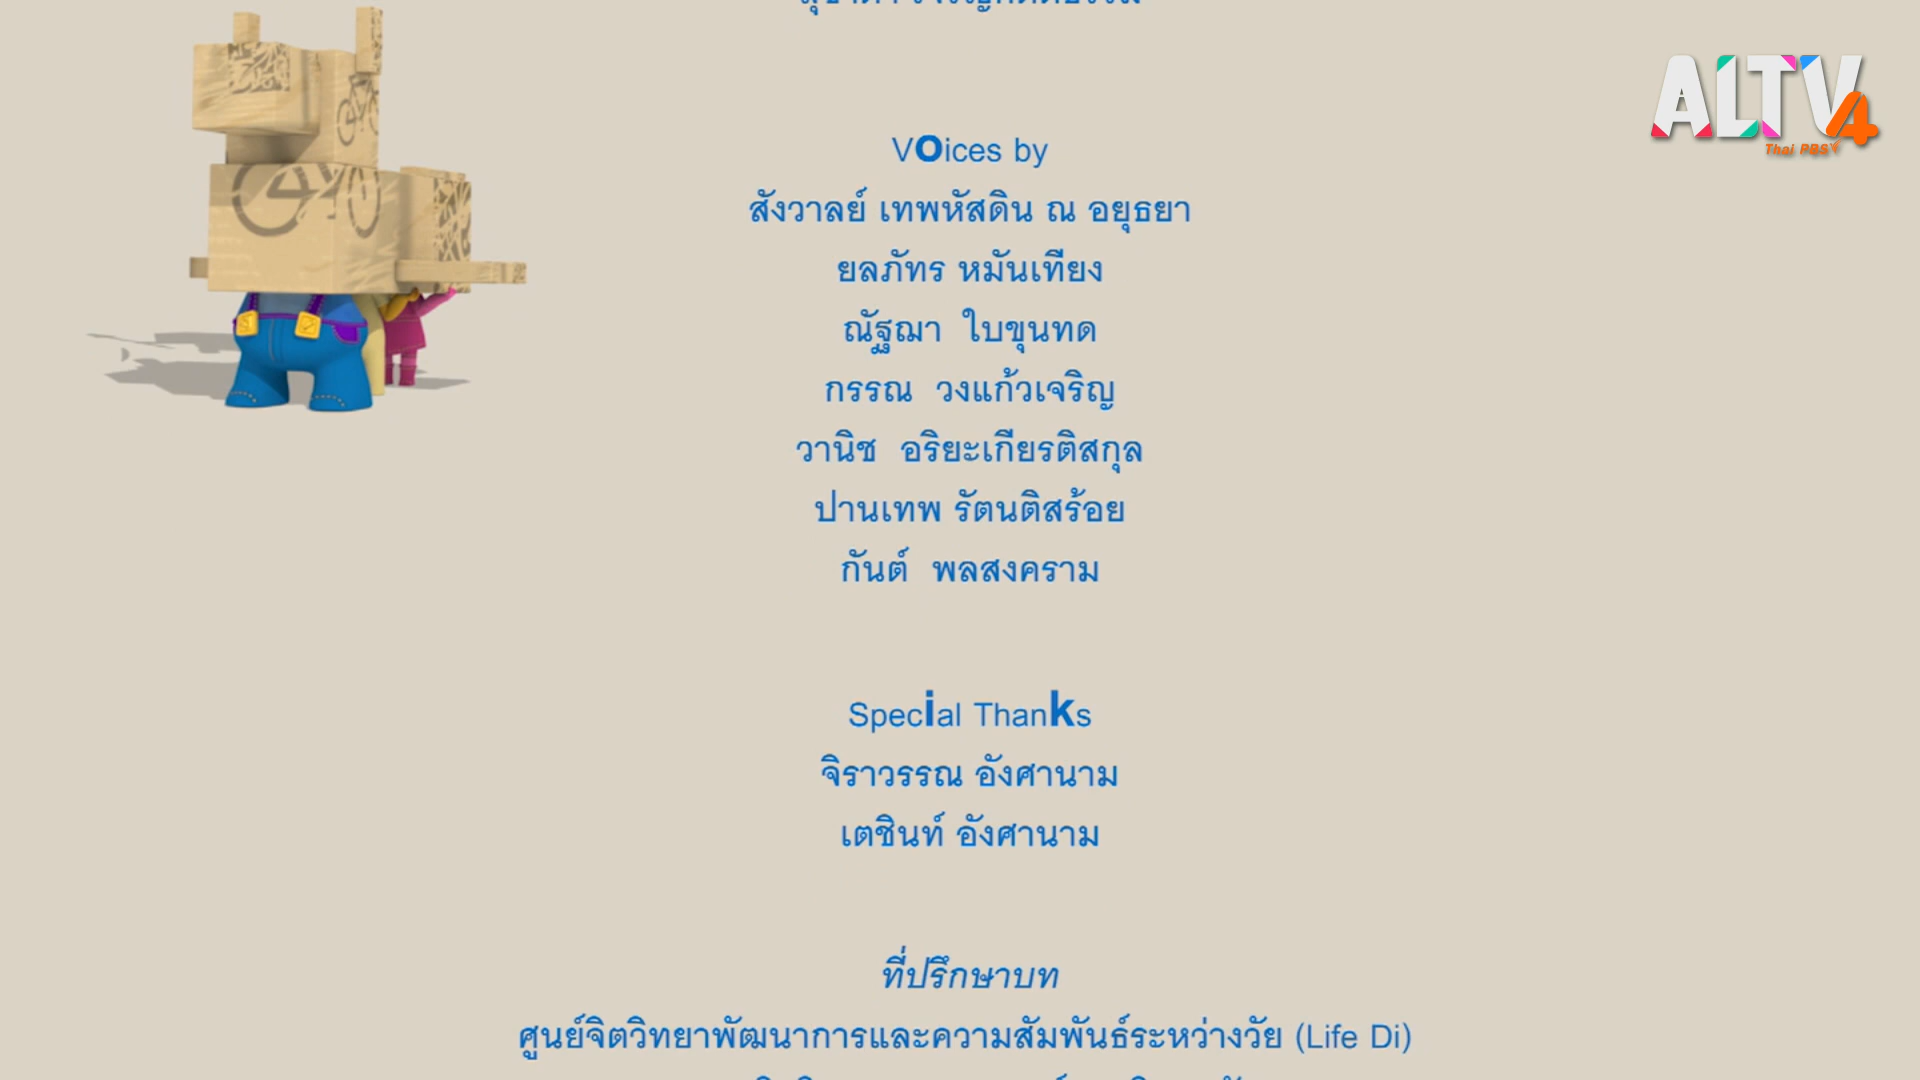 ALTV4
Thai PBS
Voices by
สังวาลย์ เทพหัสดิน ณ อยุธยา
ยลภัทร หมันเทียง
ณัฐฌา ใบขุนทด
กรรณ วงแก้วเจริญ
วานิช อริยะเกียรติสกุล
ปานเทพ รัตนติสร้อย
กันต์ พลสงคราม
Special Thanks
จิราวรรณ อังศานาม
เตชินท์ อังศานาม
ที่ปรึกษาบท
ศูนย์จิตวิทยาพัฒนาการและความสัมพันธ์ระหว่างวัย (Life Di)